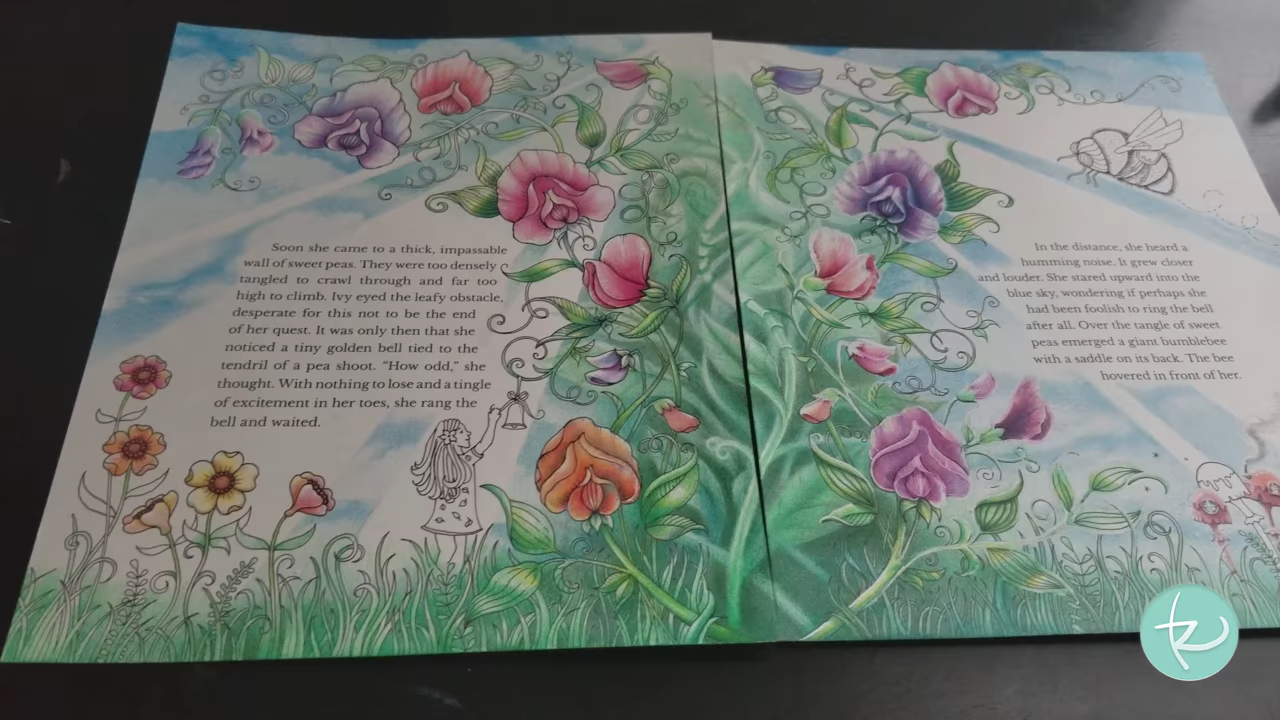 Soon she came to a thick, impassable
wall of sweet peas. They were too densely
tangled to crawl through and far too
high to climb. Ivy eyed the leafy obstacle,
desperate for this not to be the end
of her quest. It was only then that she
noticed a tiny golden bell tied to the
tendril of a pea shoot. “How odd,” she
thought. With nothing to lose and a tingle
of excitement in her toes, she rang the
bell and waited.
In the distance, she heard a
humming noise. It grew closer
and louder. She stared upward into the
blue sky, wondering if perhaps she
had been foolish to ring the bell
after all. Over the tangle of sweet
peas emerged a giant bumblebee
with a saddle on its back. The bee
hovered in front of her.